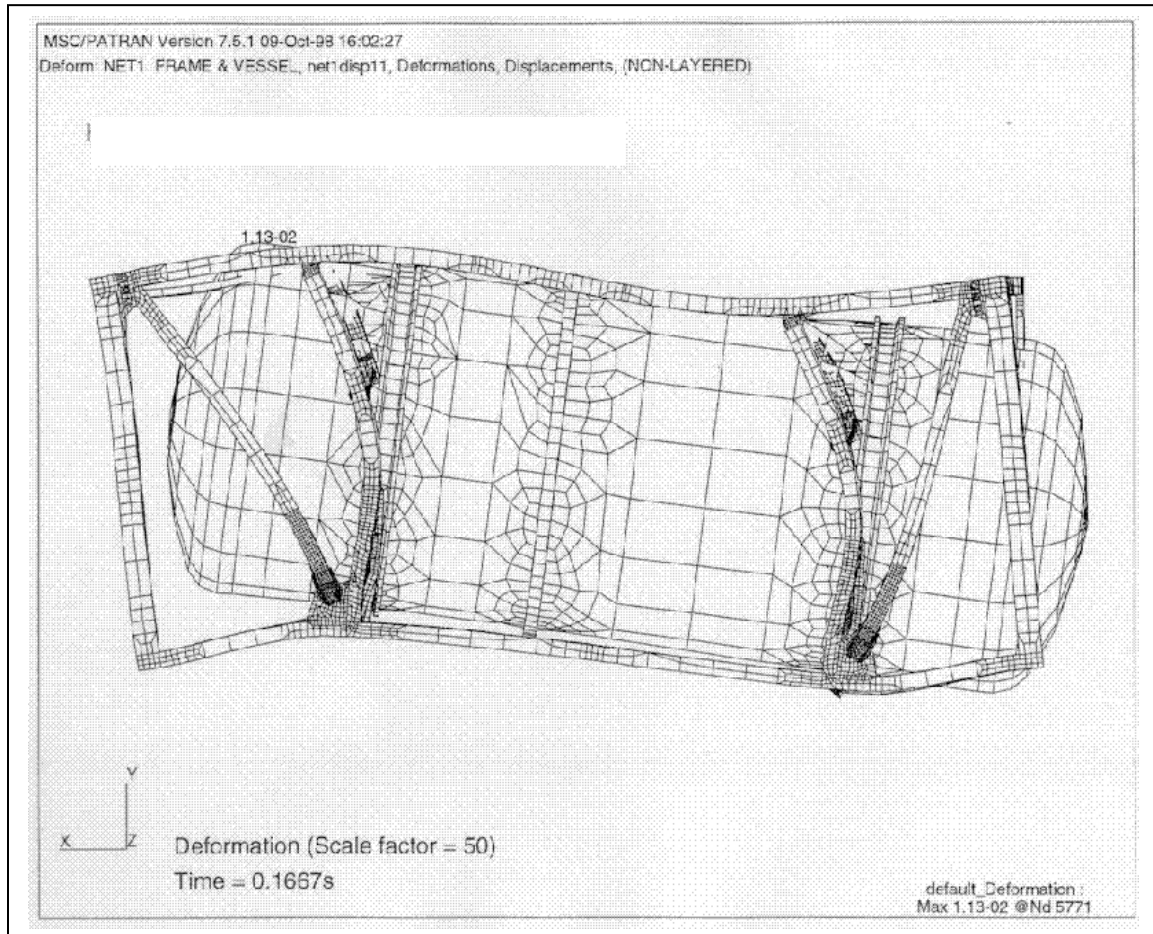 MSC/PATRAN Version 7.5.1 09-Oct-98 16:02:27
Deform: NET1 FRAME & VESSEL, net1disp11, Deformations, Displacements, (NON-LAYERED)
1.13-02
Y
X Z
Deformation (Scale factor = 50)
Time = 0.1667s
default_Deformation :
Max 1.13-02 @Nd 5771